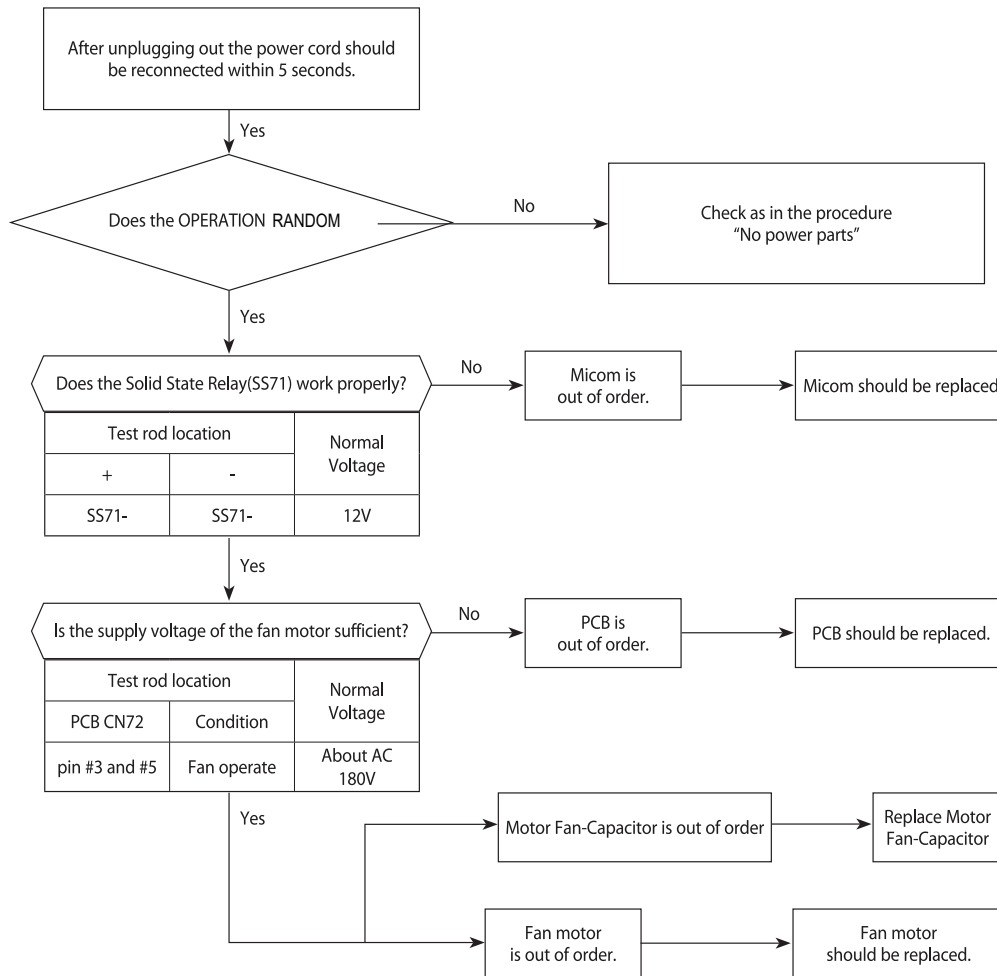 After unplugging out the power cord should
be reconnected within 5 seconds.
Yes
Does the OPERATION RANDOM
No
Check as in the procedure
“No power parts”
Yes
Does the Solid State Relay(SS71) work properly?
No
Micom is
out of order.
Micom should be replaced
Test rod location
Normal
Voltage
+
-
SS71-
SS71-
12V
Yes
Is the supply voltage of the fan motor sufficient?
No
PCB is
out of order.
PCB should be replaced.
Test rod location
Normal
Voltage
PCB CN72
Condition
pin #3 and #5
Fan operate
About AC
180V
Yes
Motor Fan-Capacitor is out of order
Replace Motor
Fan-Capacitor
Fan motor
is out of order.
Fan motor
should be replaced.